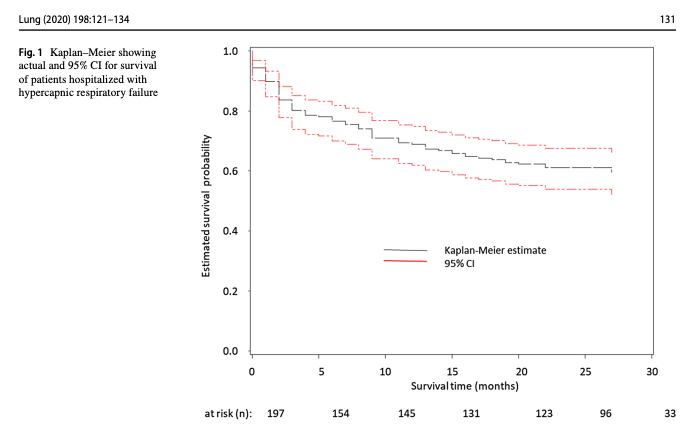 Lung (2020) 198:121–134
131
Fig. 1 Kaplan–Meier showing
actual and 95% CI for survival
of patients hospitalized with
hypercapnic respiratory failure
Estimated survival probability
1.0
0.8
0.6
0.4
0.2
0.0
Kaplan-Meier estimate
95% CI
0 5 10 15 20 25 30
Survival time (months)
at risk (n): 197 154 145 131 123 96 33